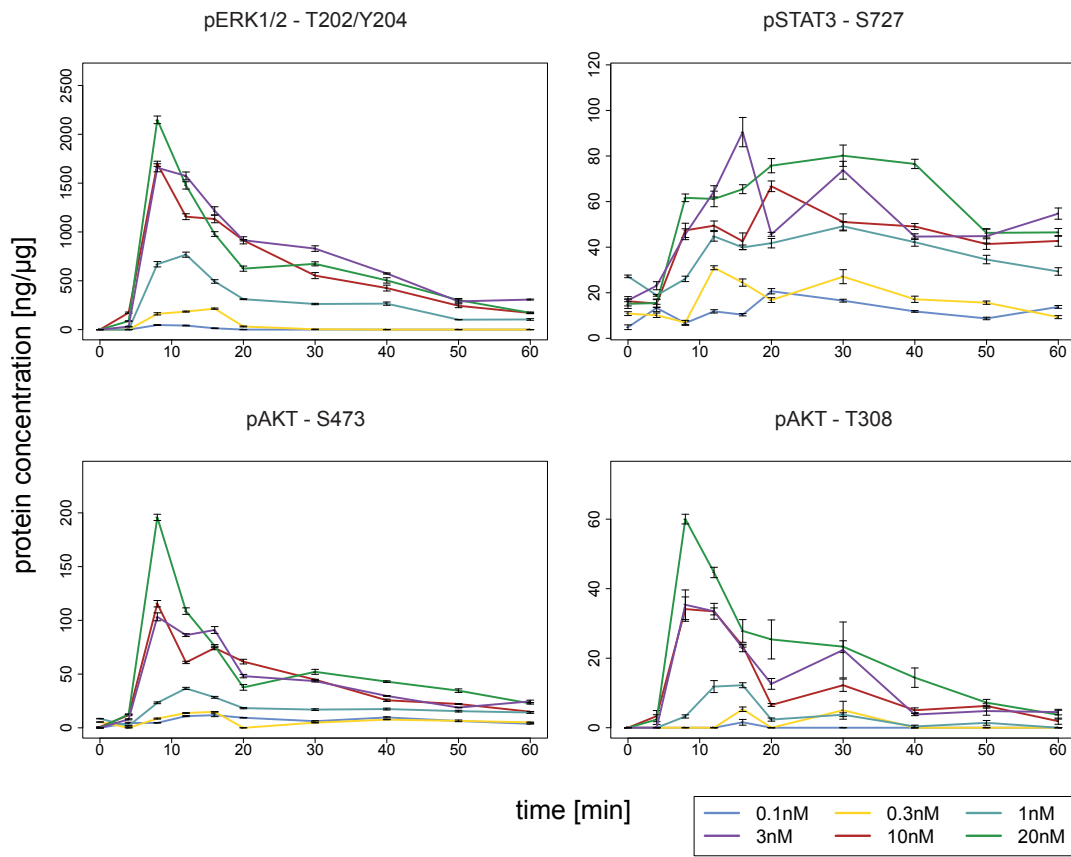 pERK1/2 - T202/Y204
pSTAT3 - S727
0 500 1000 1500 2000 2500
0 10 20 30 40 50 60
0 20 40 60 80 100 120
0 10 20 30 40 50 60
protein concentration [ng/µg]
pAKT - S473
pAKT - T308
0 50 100 150 200
0 10 20 30 40 50 60
0 20 40 60
0 10 20 30 40 50 60
time [min]
0.1nM 0.3nM 1nM
3nM 10nM 20nM